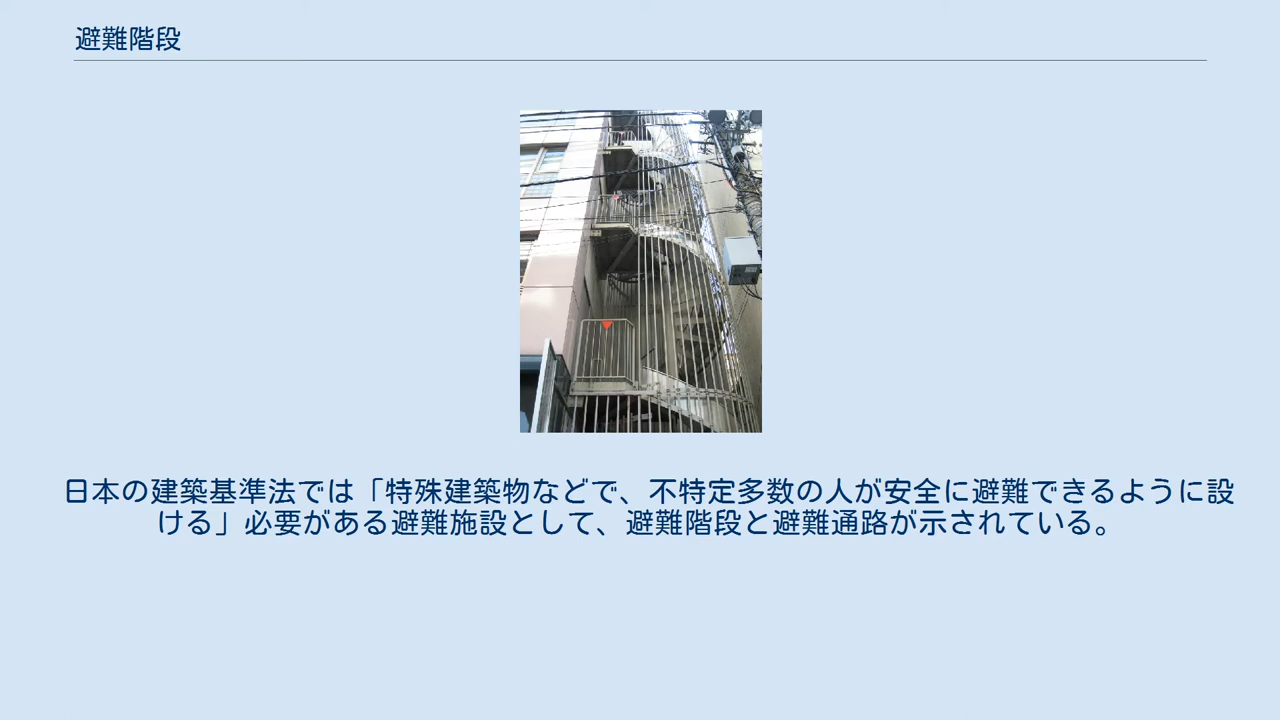 避難階段
日本の建築基準法では「特殊建築物などで、不特定多数の人が安全に避難できるように設
ける」必要がある避難施設として、避難階段と避難通路が示されている。